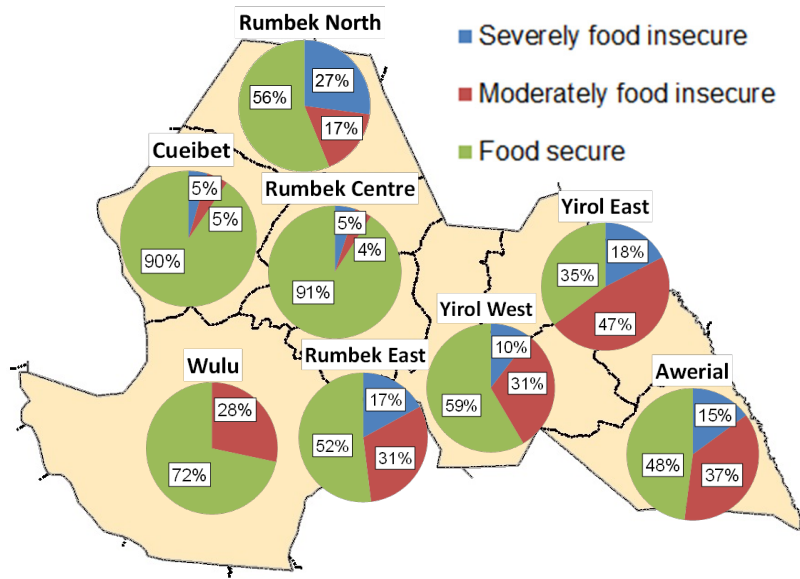 Rumbek North
27%
56%
17%
Severely food insecure
Moderately food insecure
Food secure
Cueibet
5%
5%
90%
Rumbek Centre
5%
4%
91%
Yirol East
18%
35%
47%
Yirol West
10%
31%
59%
Wulu
28%
72%
Rumbek East
17%
52%
31%
Awerial
15%
48%
37%